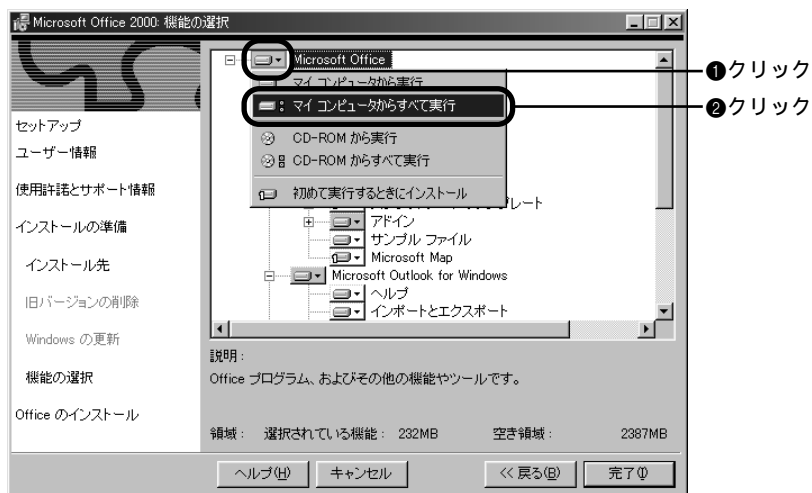 Microsoft Office 2000: 機能の選択
セットアップ
ユーザー情報
使用許諾とサポート情報
インストールの準備
インストール先
旧バージョンの削除
Windows の更新
機能の選択
Office のインストール
Microsoft Office
マイ コンピュータから実行
マイ コンピュータからすべて実行
CD-ROM から実行
CD-ROM からすべて実行
初めて実行するときにインストール
プレート
アドイン
サンプル ファイル
Microsoft Map
Microsoft Outlook for Windows
ヘルプ
インポートとエクスポート
❶クリック
❷クリック
説明:
Office プログラム、およびその他の機能やツールです。
領域: 選択されている機能: 232MB 空き領域: 2387MB
ヘルプ(H) キャンセル << 戻る(B) 完了(I)